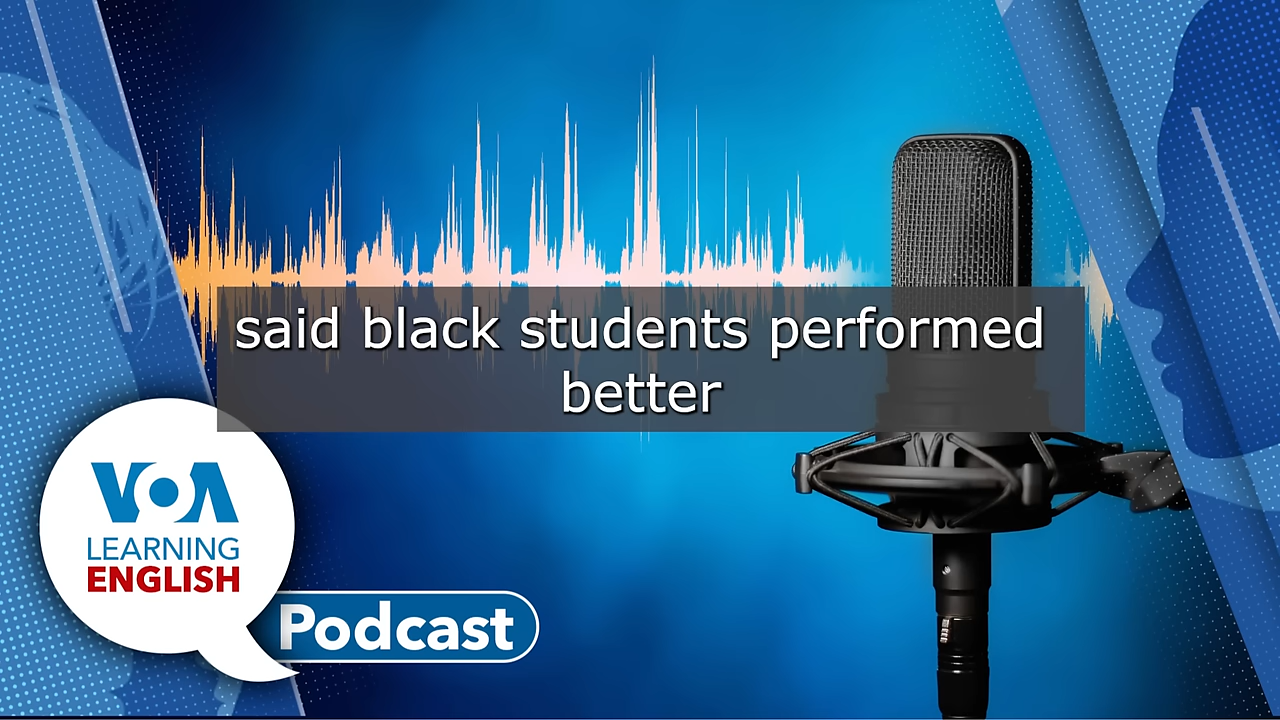 said black students performed
better
VOA
LEARNING
ENGLISH
Podcast